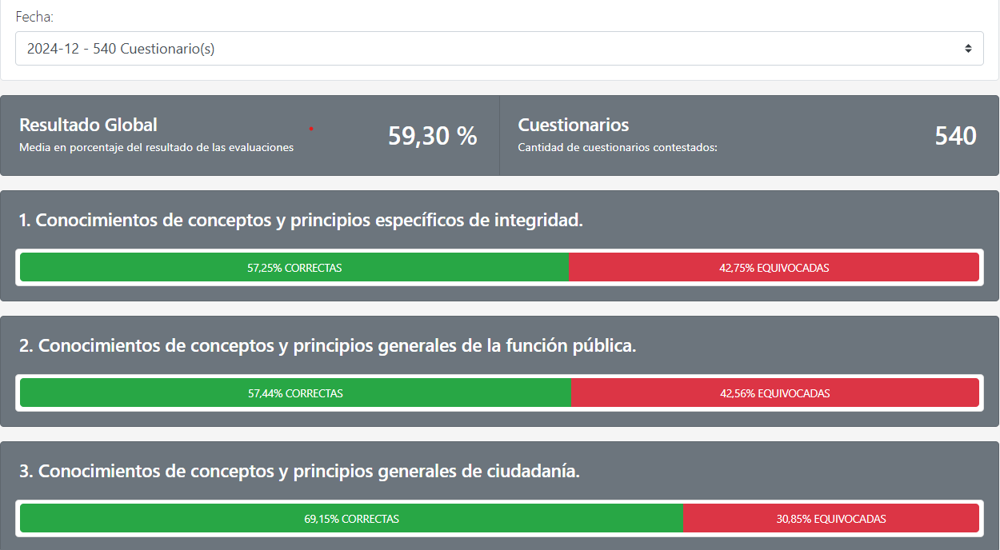 Fecha:
2024-12 - 540 Cuestionario(s)
Resultado Global
Media en porcentaje del resultado de las evaluaciones
59,30 %
Cuestionarios
Cantidad de cuestionarios contestados:
540
1. Conocimientos de conceptos y principios específicos de integridad.
57,25% CORRECTAS
42,75% EQUIVOCADAS
2. Conocimientos de conceptos y principios generales de la función pública.
57,44% CORRECTAS
42,56% EQUIVOCADAS
3. Conocimientos de conceptos y principios generales de ciudadanía.
69,15% CORRECTAS
30,85% EQUIVOCADAS